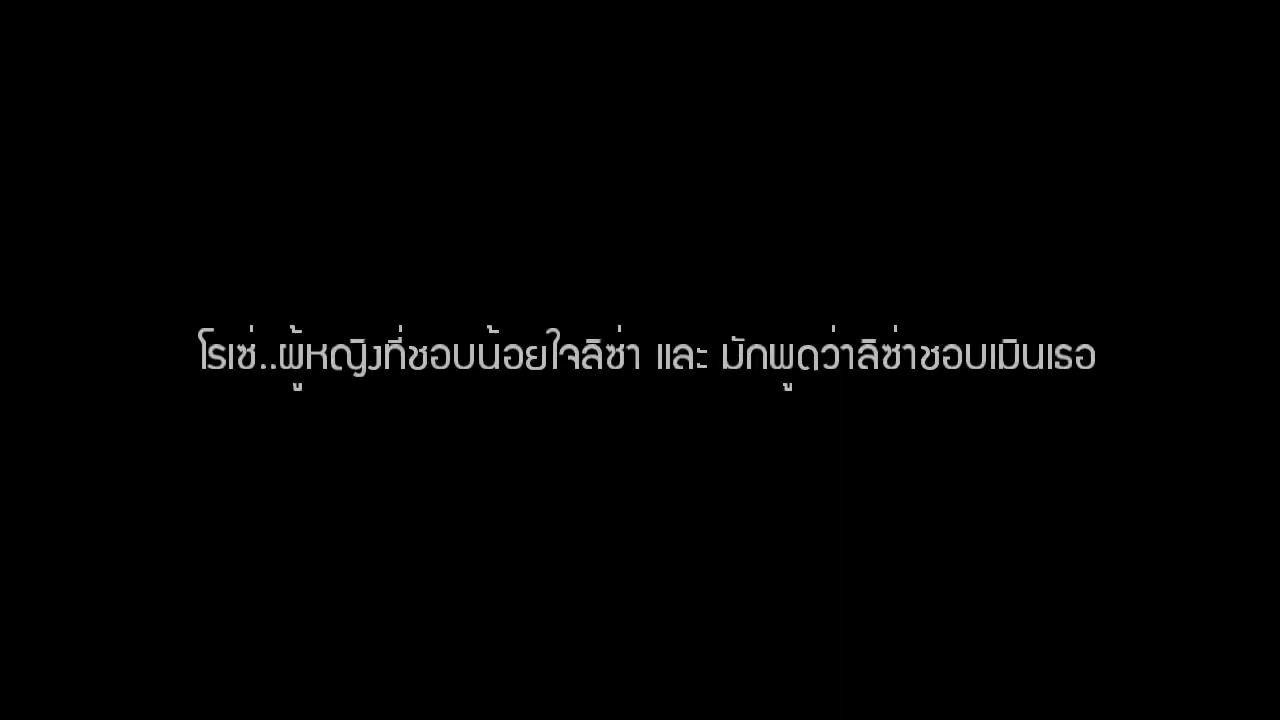 โรเซ่..ผู้หญิงที่ชอบน้อยใจลิซ่า และ มักพูดว่าลิซ่าชอบเมินเธอ